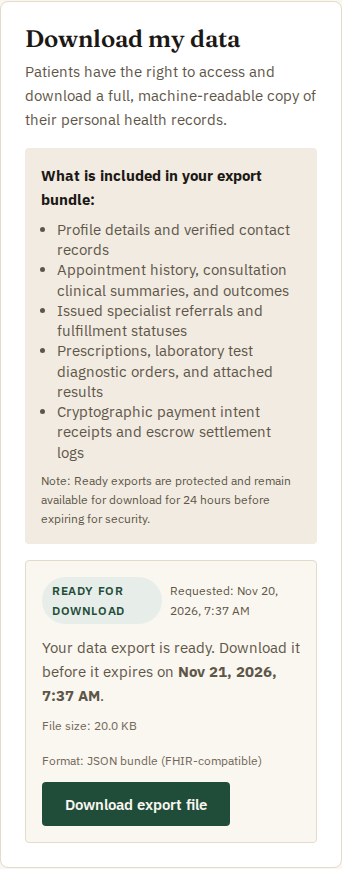 Download my data
Patients have the right to access and
download a full, machine-readable copy of
their personal health records.
What is included in your export
bundle:
• Profile details and verified contact
records
• Appointment history, consultation
clinical summaries, and outcomes
• Issued specialist referrals and
fulfillment statuses
• Prescriptions, laboratory test
diagnostic orders, and attached
results
• Cryptographic payment intent
receipts and escrow settlement
logs
Note: Ready exports are protected and remain
available for download for 24 hours before
expiring for security.
READY FOR
DOWNLOAD
Requested: Nov 20,
2026, 7:37 AM
Your data export is ready. Download it
before it expires on Nov 21, 2026,
7:37 AM.
File size: 20.0 KB
Format: JSON bundle (FHIR-compatible)
Download export file